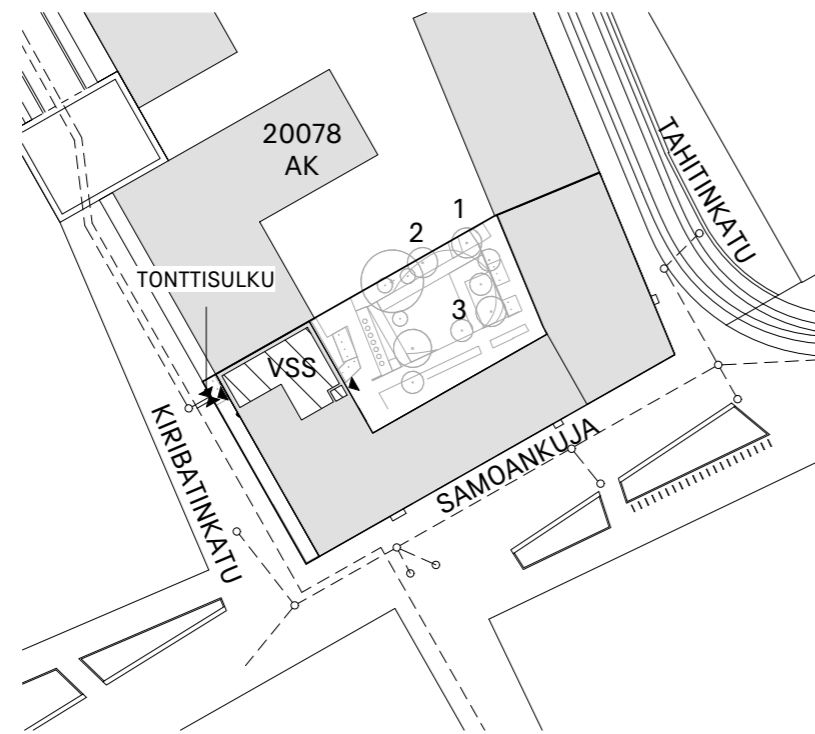 20078
AK
TAHITINKATU
1
2
TONTTISULKU
3
VSS
KIRIBATINKATU
SAMOANKUJA